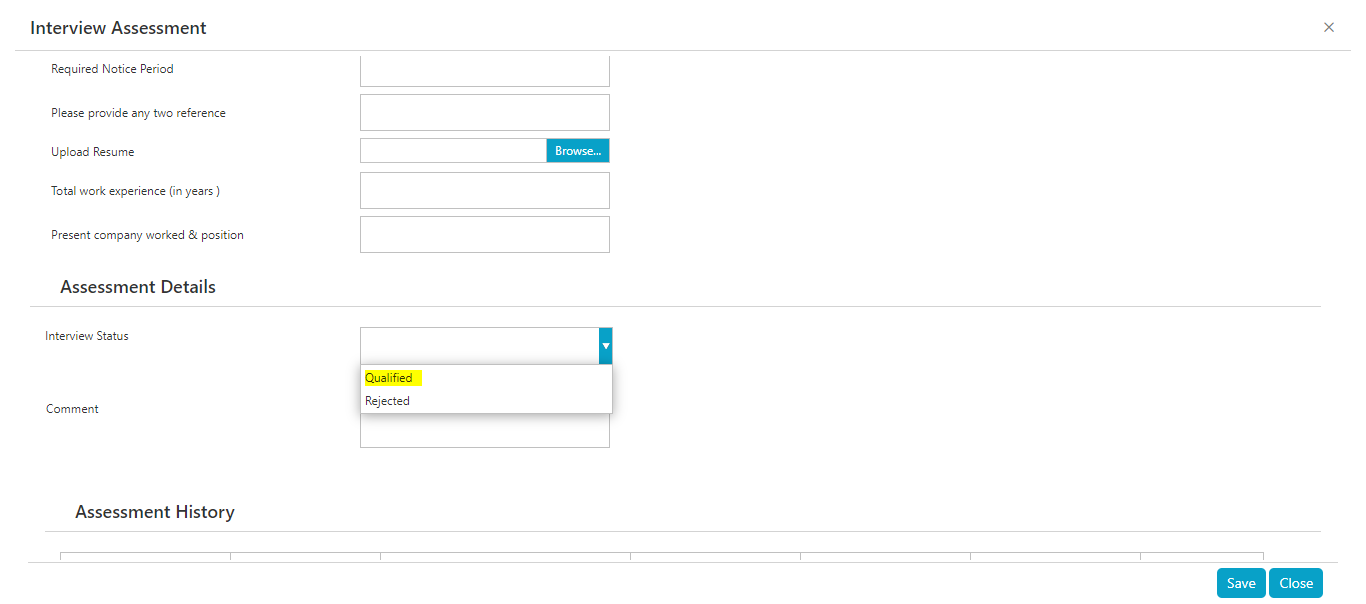 Interview Assessment
Required Notice Period
Please provide any two reference
Upload Resume
Browse...
Total work experience (in years )
Present company worked & position
Assessment Details
Interview Status
Qualified
Rejected
Comment
Assessment History
Save Close